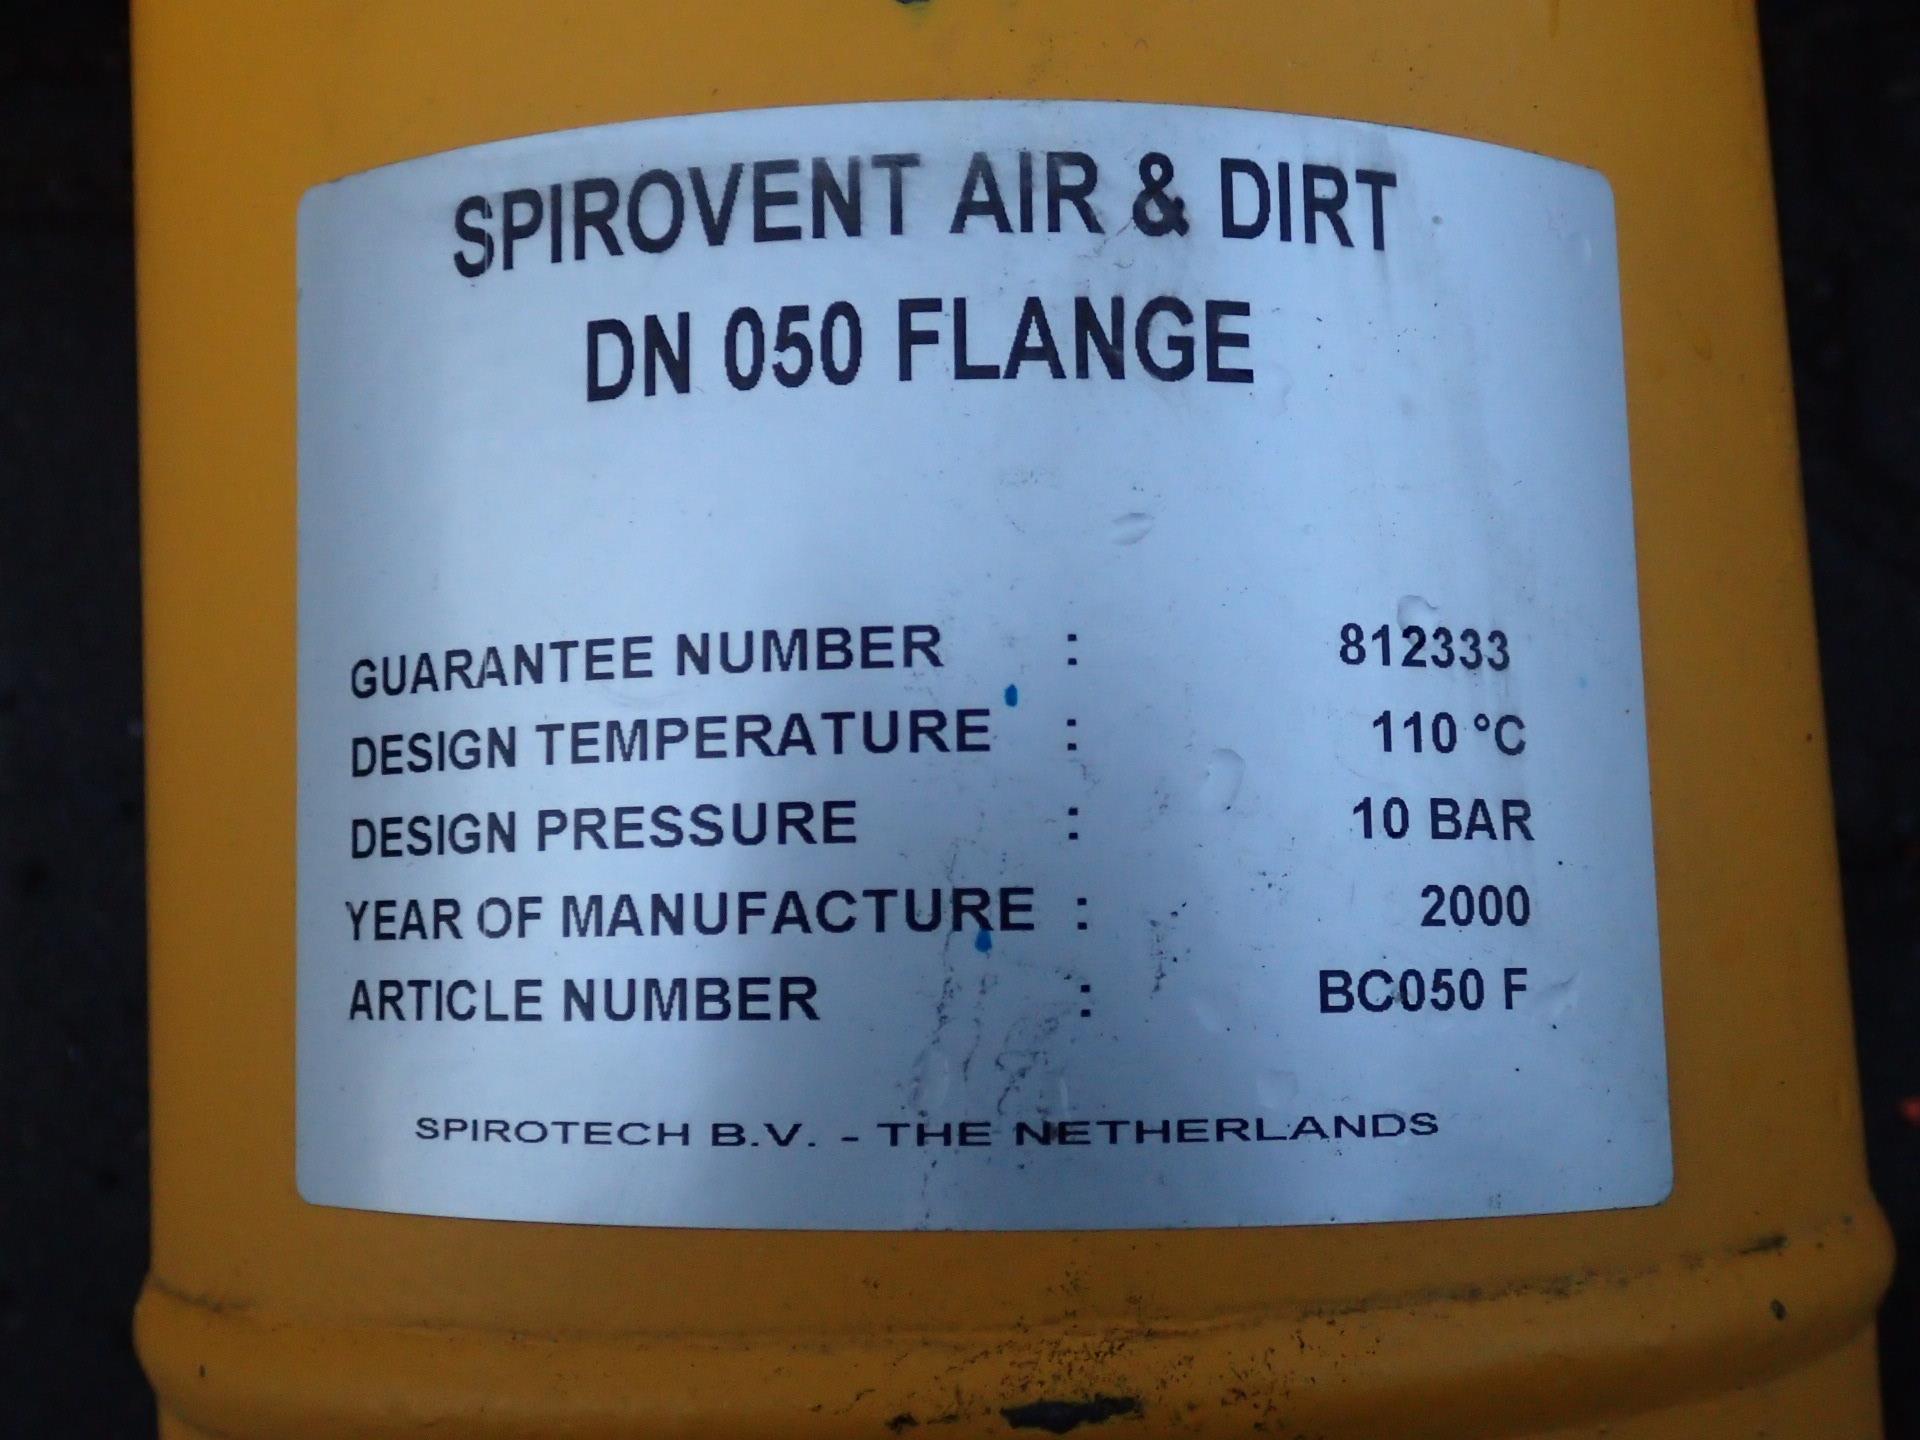 SPIROVENT AIR & DIRT
DN 050 FLANGE
GUARANTEE NUMBER : 812333
DESIGN TEMPERATURE : 110 °C
DESIGN PRESSURE : 10 BAR
YEAR OF MANUFACTURE : 2000
ARTICLE NUMBER : BC050 F
SPIROTECH B.V. - THE NETHERLANDS